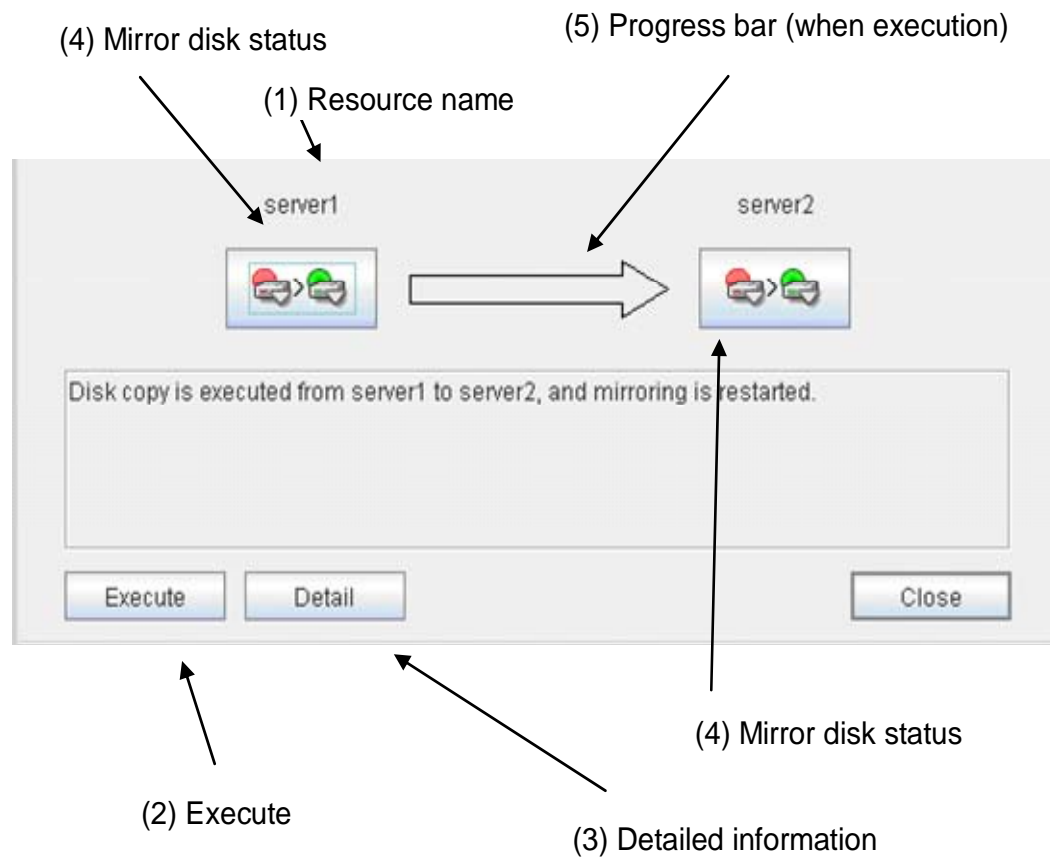 (4) Mirror disk status
(5) Progress bar (when execution)
(1) Resource name
server1
server2
Disk copy is executed from server1 to server2, and mirroring is restarted.
Execute
Detail
Close
(4) Mirror disk status
(2) Execute
(3) Detailed information